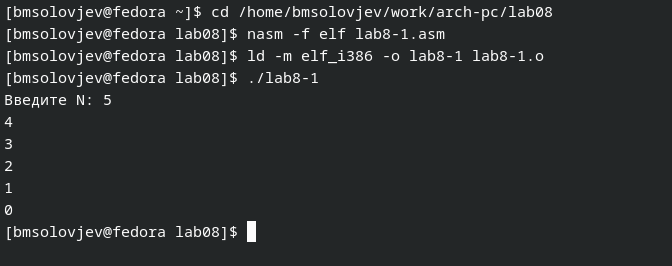 [bmsolovjev@fedora ~]$ cd /home/bmsolovjev/work/arch-pc/lab08
[bmsolovjev@fedora lab08]$ nasm -f elf lab8-1.asm
[bmsolovjev@fedora lab08]$ ld -m elf_i386 -o lab8-1 lab8-1.o
[bmsolovjev@fedora lab08]$ ./lab8-1
Введите N: 5
4
3
2
1
0
[bmsolovjev@fedora lab08]$